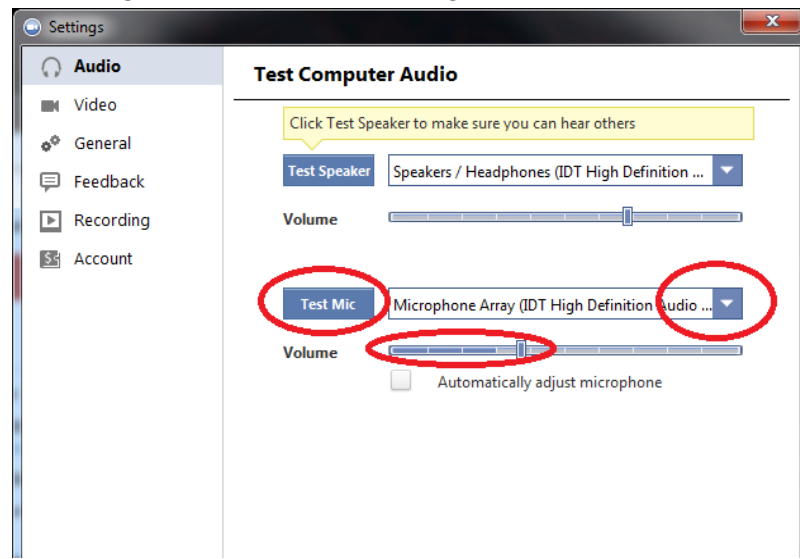 Settings
Audio
Video
General
Feedback
Recording
Account
Test Computer Audio
Click Test Speaker to make sure you can hear others
Test Speaker
Speakers / Headphones (IDT High Definition ...
Volume
Test Mic
Microphone Array (IDT High Definition Audio ...
Volume
Automatically adjust microphone